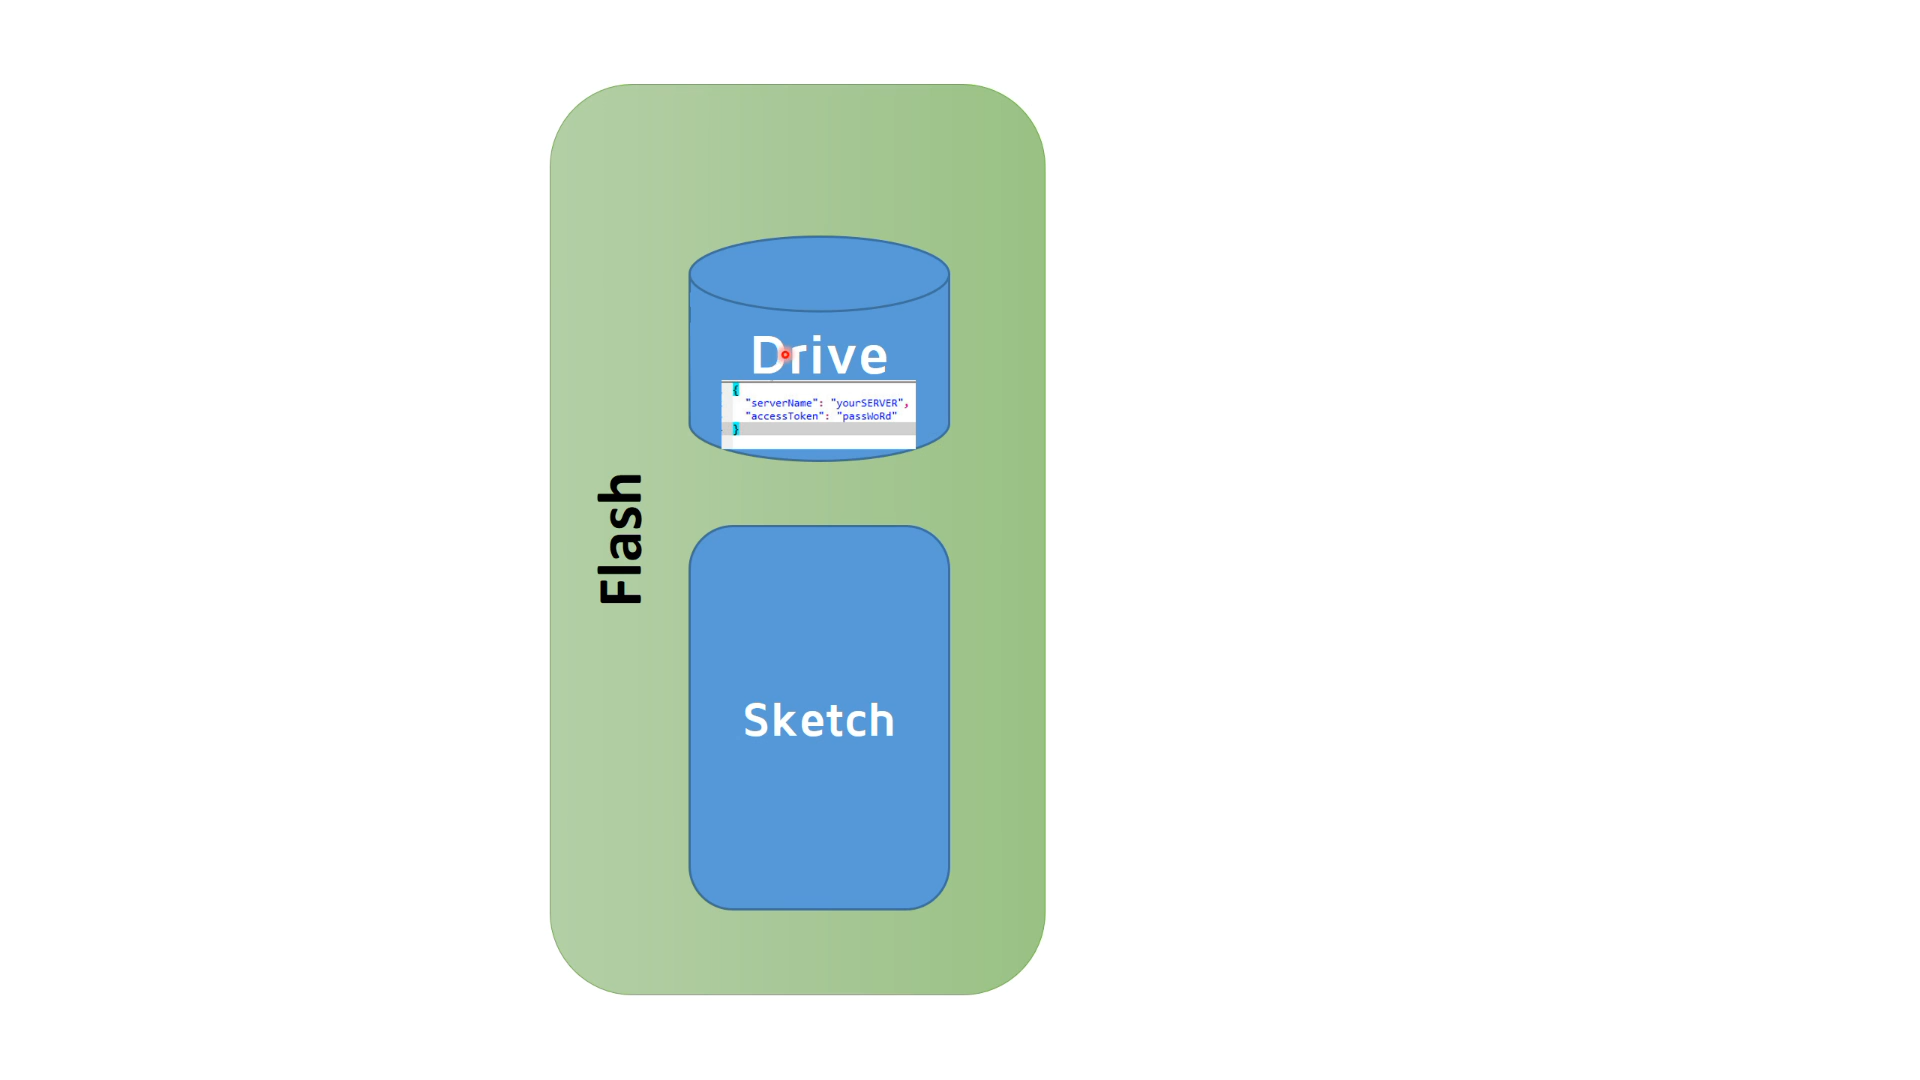 Drive
{
"serverName": "yourSERVER",
"accessToken": "passWoRd"
}
Flash
Sketch